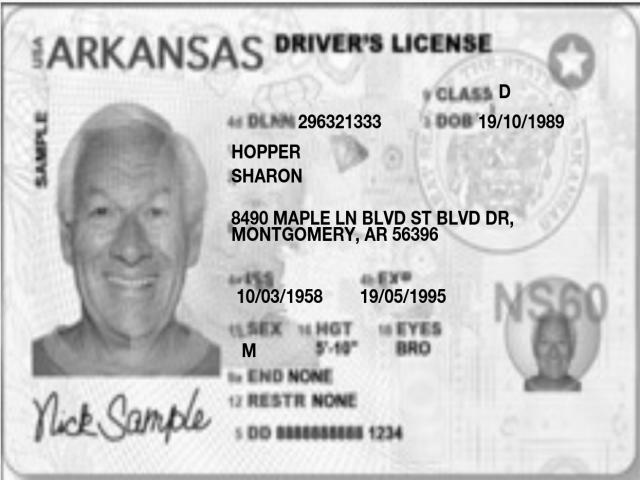 USA ARKANSAS DRIVER'S LICENSE
SAMPLE
9 CLASS D
4d DLNN 296321333 3 DOB 19/10/1989
HOPPER
SHARON
8490 MAPLE LN BLVD ST BLVD DR,
MONTGOMERY, AR 56396
4a ISS 4b EXP
10/03/1958 19/05/1995
NS60
15 SEX 16 HGT 18 EYES
M 5'-10" BRO
9a END NONE
12 RESTR NONE
Nick Sample
5 DD 8888888888 1234